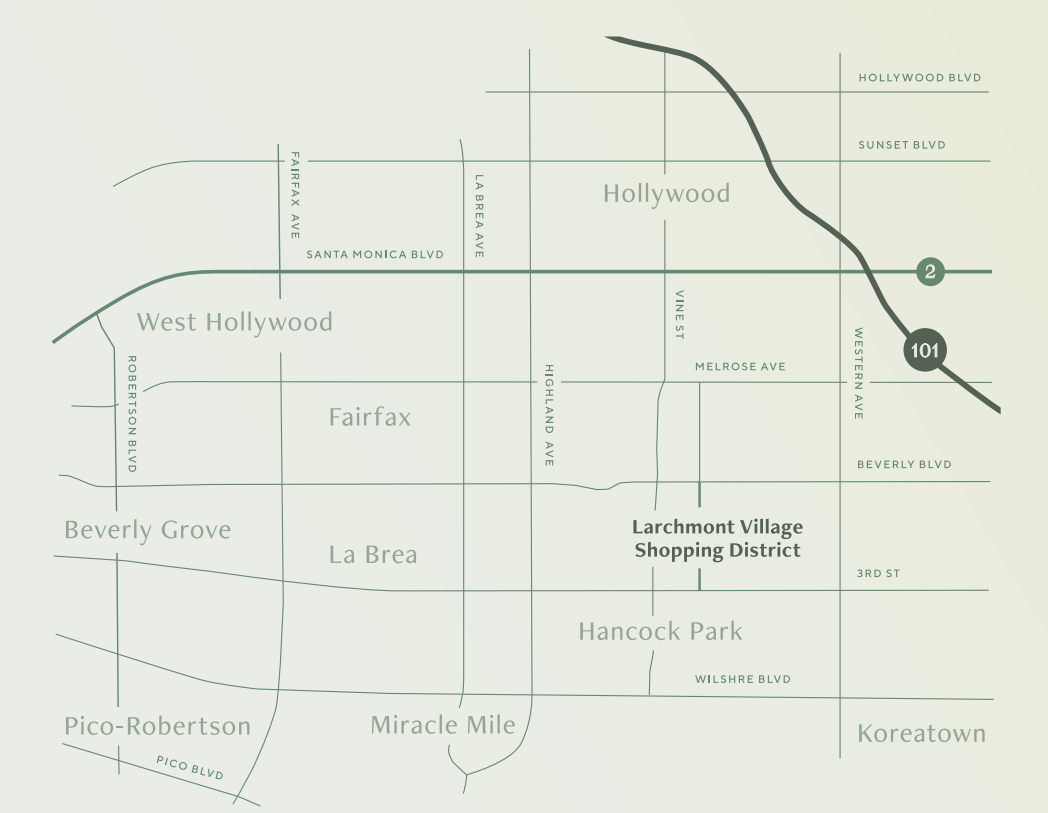 HOLLYWOOD BLVD
SUNSET BLVD
FAIRFAX AVE
LA BREA AVE
Hollywood
SANTA MONICA BLVD
2
West Hollywood
VINE ST
101
WESTERN AVE
ROBERTSON BLVD
MELROSE AVE
HIGHLAND AVE
Fairfax
BEVERLY BLVD
Beverly Grove
Larchmont Village
Shopping District
La Brea
3RD ST
Hancock Park
WILSHRE BLVD
Pico-Robertson
Miracle Mile
Koreatown
PICO BLVD